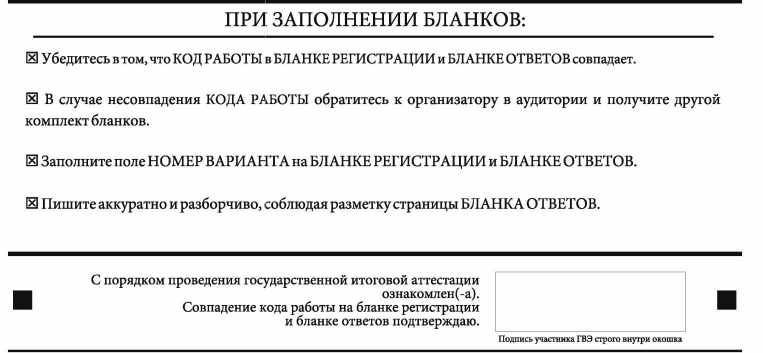 ПРИ ЗАПОЛНЕНИИ БЛАНКОВ:
☒ Убедитесь в том, что КОД РАБОТЫ в БЛАНКЕ РЕГИСТРАЦИИ и БЛАНКЕ ОТВЕТОВ совпадает.
☒ В случае несовпадения КОДА РАБОТЫ обратитесь к организатору в аудитории и получите другой
комплект бланков.
☒ Заполните поле НОМЕР ВАРИАНТА на БЛАНКЕ РЕГИСТРАЦИИ и БЛАНКЕ ОТВЕТОВ.
☒ Пишите аккуратно и разборчиво, соблюдая разметку страницы БЛАНКА ОТВЕТОВ.
С порядком проведения государственной итоговой аттестации
ознакомлен(-а).
Совпадение кода работы на бланке регистрации
и бланке ответов подтверждаю.
Подпись участника ГВЭ строго внутри окошка